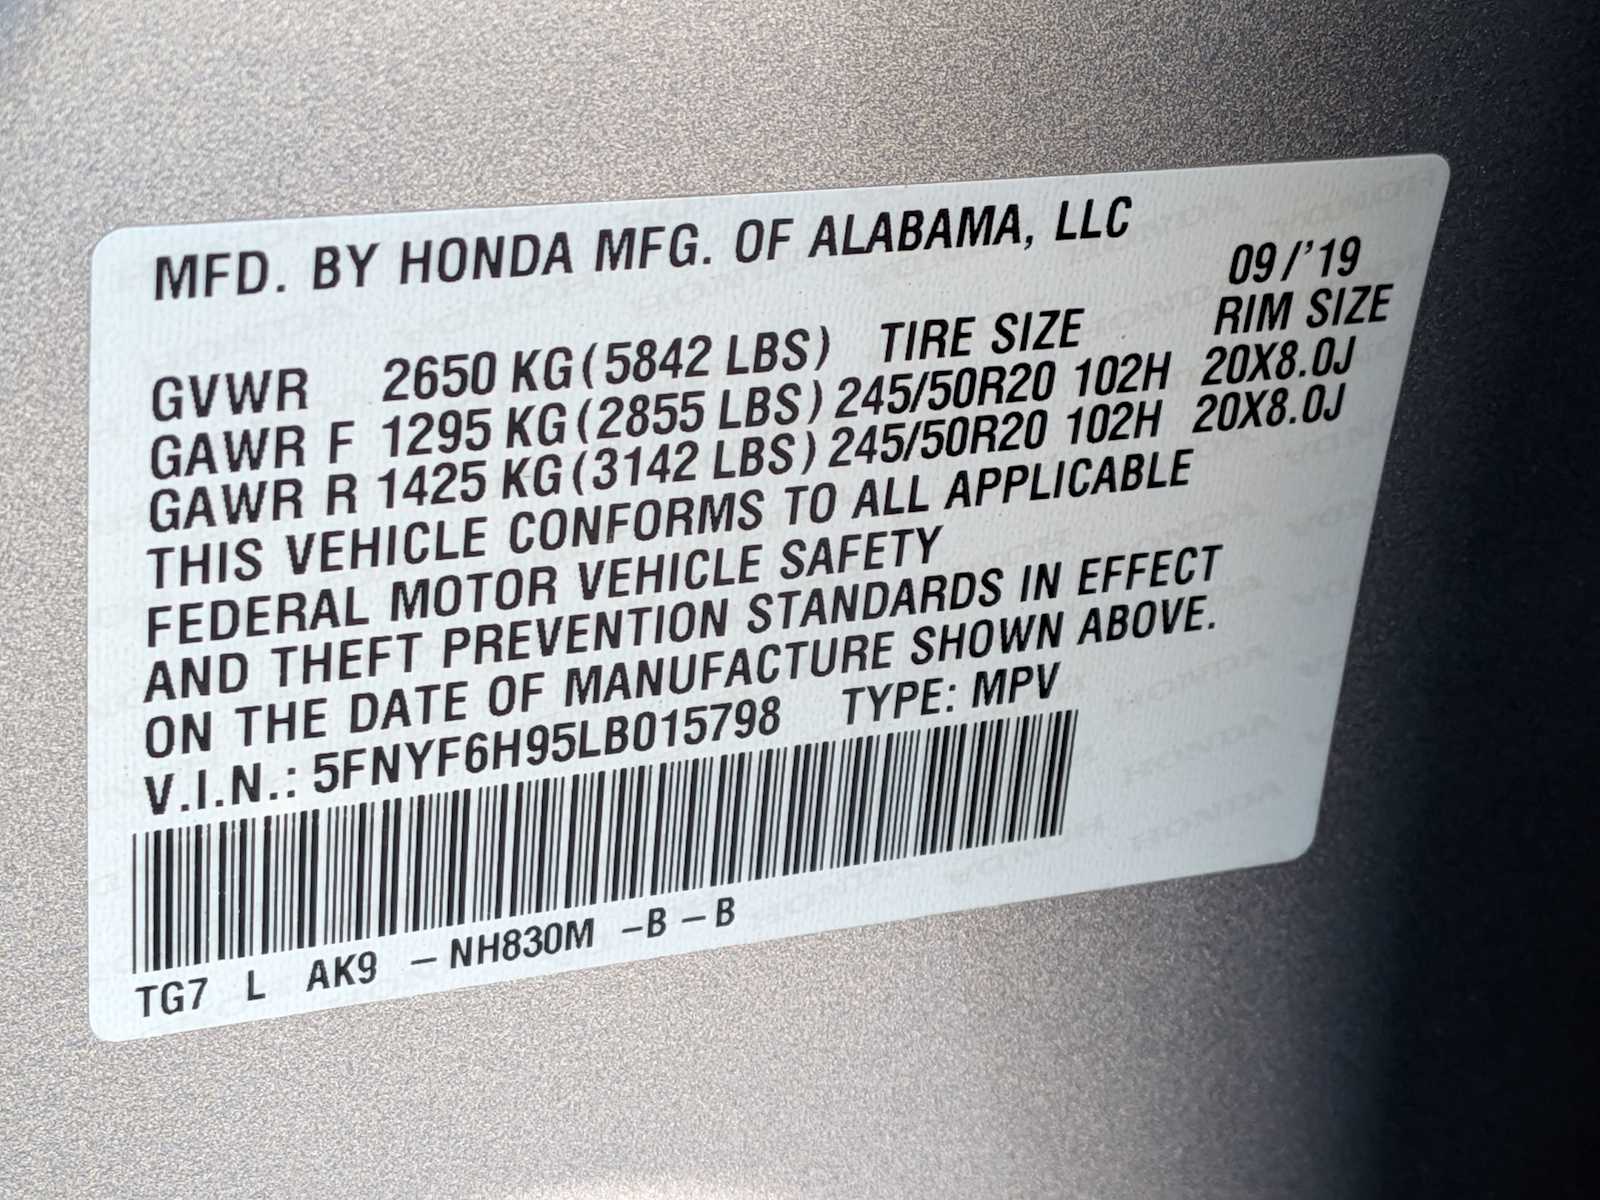 MFD. BY HONDA MFG. OF ALABAMA, LLC
09/'19
GVWR 2650 KG (5842 LBS) TIRE SIZE RIM SIZE
GAWR F 1295 KG (2855 LBS) 245/50R20 102H 20X8.0J
GAWR R 1425 KG (3142 LBS) 245/50R20 102H 20X8.0J
THIS VEHICLE CONFORMS TO ALL APPLICABLE
FEDERAL MOTOR VEHICLE SAFETY
AND THEFT PREVENTION STANDARDS IN EFFECT
ON THE DATE OF MANUFACTURE SHOWN ABOVE.
V.I.N.: 5FNYF6H95LB015798 TYPE: MPV
TG7 L AK9 – NH830M –B – B